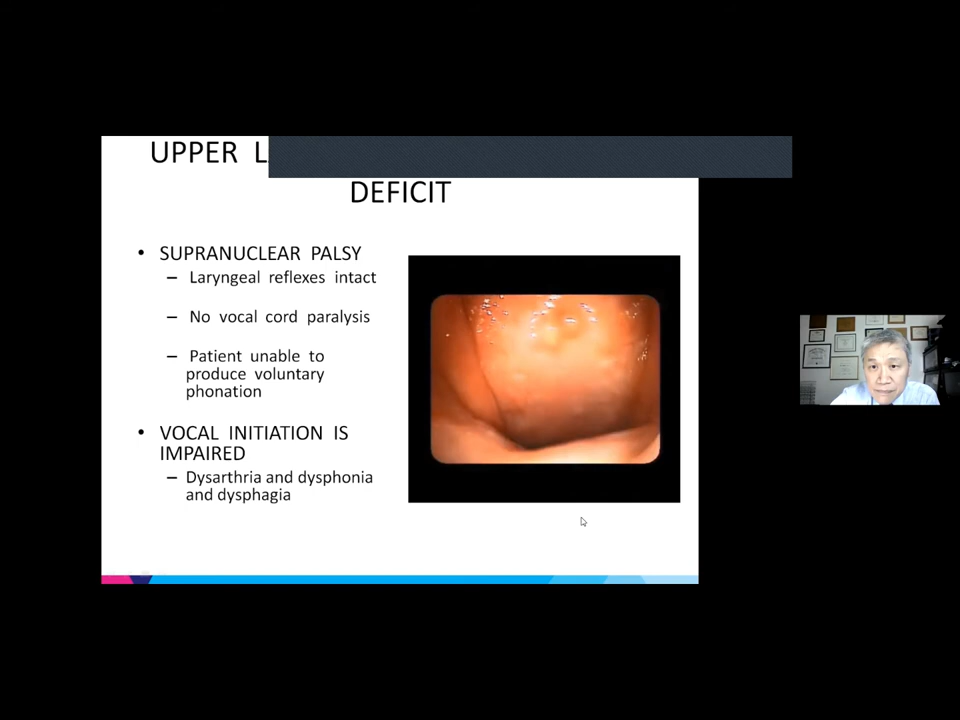 UPPER
DEFICIT
• SUPRANUCLEAR PALSY
– Laryngeal reflexes intact
– No vocal cord paralysis
– Patient unable to
produce voluntary
phonation
• VOCAL INITIATION IS
IMPAIRED
– Dysarthria and dysphonia
and dysphagia